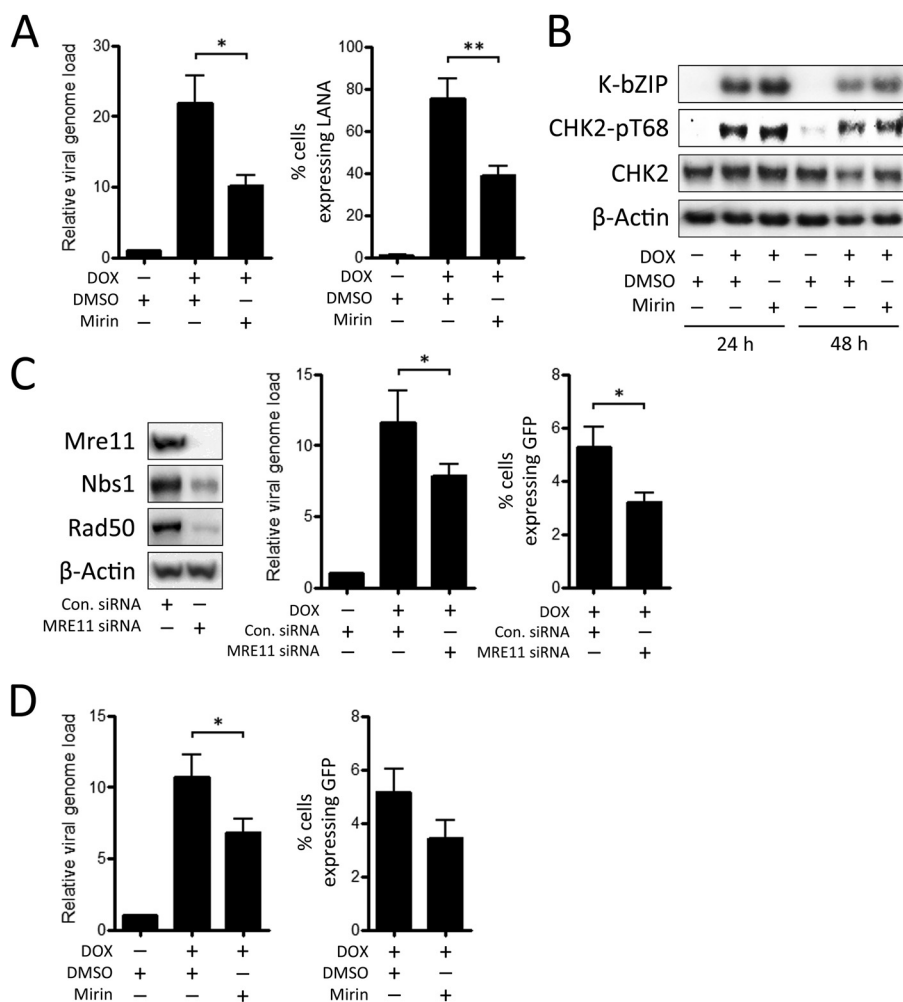 A
Relative viral genome load
30
20
10
0
*
DOX – + +
DMSO + + –
Mirin – – +
% cells
expressing LANA
100
80
60
40
20
0
**
DOX – + +
DMSO + + –
Mirin – – +
B
K-bZIP
CHK2-pT68
CHK2
β-Actin
DOX – + + – + +
DMSO + + – + + –
Mirin – – + – – +
24 h 48 h
C
Mre11
Nbs1
Rad50
β-Actin
Con. siRNA + –
MRE11 siRNA – +
Relative viral genome load
15
10
5
0
*
DOX – + +
Con. siRNA + + –
MRE11 siRNA – – +
% cells
expressing GFP
8
6
4
2
0
*
DOX + +
Con. siRNA + –
MRE11 siRNA – +
D
Relative viral genome load
15
10
5
0
*
DOX – + +
DMSO + + –
Mirin – – +
% cells
expressing GFP
8
6
4
2
0
DOX + +
DMSO + –
Mirin – +